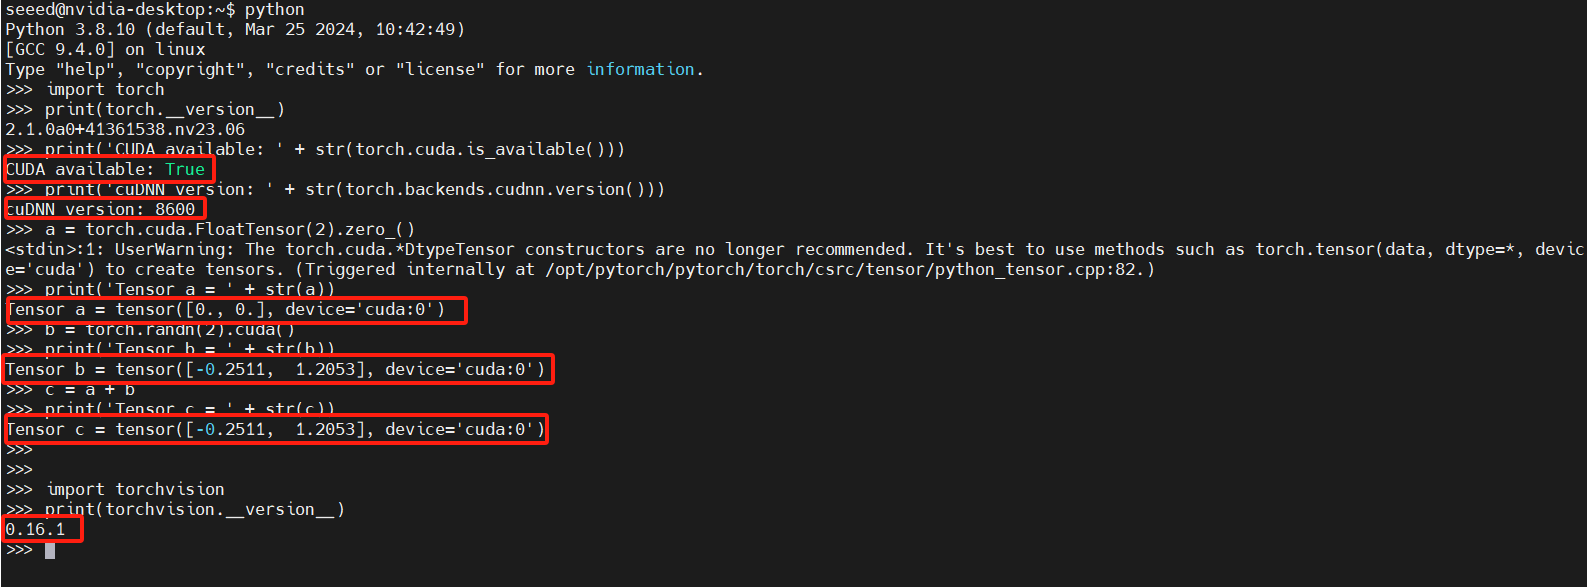 seeed@nvidia-desktop:~$ python
Python 3.8.10 (default, Mar 25 2024, 10:42:49)
[GCC 9.4.0] on linux
Type "help", "copyright", "credits" or "license" for more information.
>>> import torch
>>> print(torch.__version__)
2.1.0a0+41361538.nv23.06
>>> print('CUDA available: ' + str(torch.cuda.is_available()))
CUDA available: True
>>> print('cuDNN version: ' + str(torch.backends.cudnn.version()))
cuDNN version: 8600
>>> a = torch.cuda.FloatTensor(2).zero_()
<stdin>:1: UserWarning: The torch.cuda.*DtypeTensor constructors are no longer recommended. It's best to use methods such as torch.tensor(data, dtype=*, devic
e='cuda') to create tensors. (Triggered internally at /opt/pytorch/pytorch/torch/csrc/tensor/python_tensor.cpp:82.)
>>> print('Tensor a = ' + str(a))
Tensor a = tensor([0., 0.], device='cuda:0')
>>> b = torch.randn(2).cuda()
>>> print('Tensor b = ' + str(b))
Tensor b = tensor([-0.2511,  1.2053], device='cuda:0')
>>> c = a + b
>>> print('Tensor c = ' + str(c))
Tensor c = tensor([-0.2511,  1.2053], device='cuda:0')
>>>
>>>
>>> import torchvision
>>> print(torchvision.__version__)
0.16.1
>>>